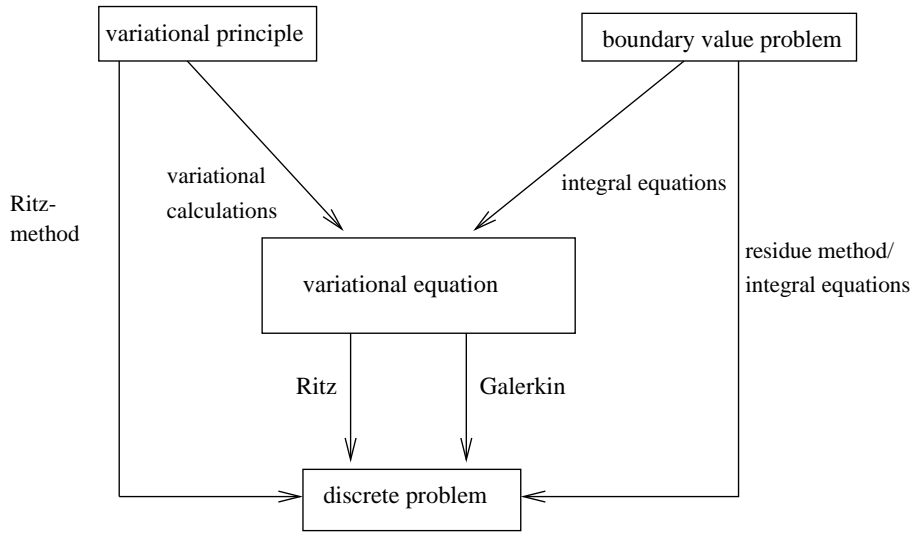 variational principle
boundary value problem
variational
calculations
integral equations
Ritz-
method
residue method/
integral equations
variational equation
Ritz
Galerkin
discrete problem